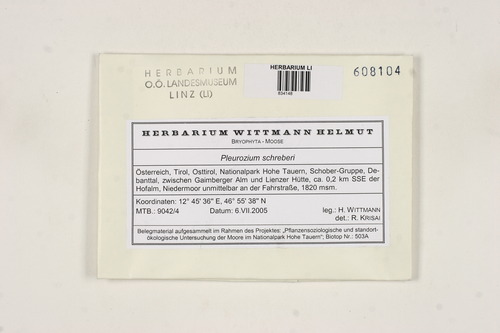 HERBARIUM
O.Ö. LANDESMUSEUM
LINZ (LI)
HERBARIUM LI
608104
HERBARIUM WITTMANN HELMUT
BRYOPHYTA - MOOSE
Pleurozium schreberi
Österreich, Tirol, Osttirol, Nationalpark Hohe Tauern, Schober-Gruppe, De-
banttal, zwischen Gaimberger Alm und Lienzer Hütte, ca. 0,2 km SSE der
Hofalm, Niedermoor unmittelbar an der Fahrstraße, 1820 msm.
Koordinaten: 12° 45' 36" E, 46° 55' 38" N
MTB.: 9042/4 Datum: 6.VII.2005 leg.: H. WITTMANN
det.: R. KRISAI
Belegmaterial aufgesammelt im Rahmen des Projektes: „Pflanzensoziologische und standort-
ökologische Untersuchung der Moore im Nationalpark Hohe Tauern"; Biotop Nr.: 503A